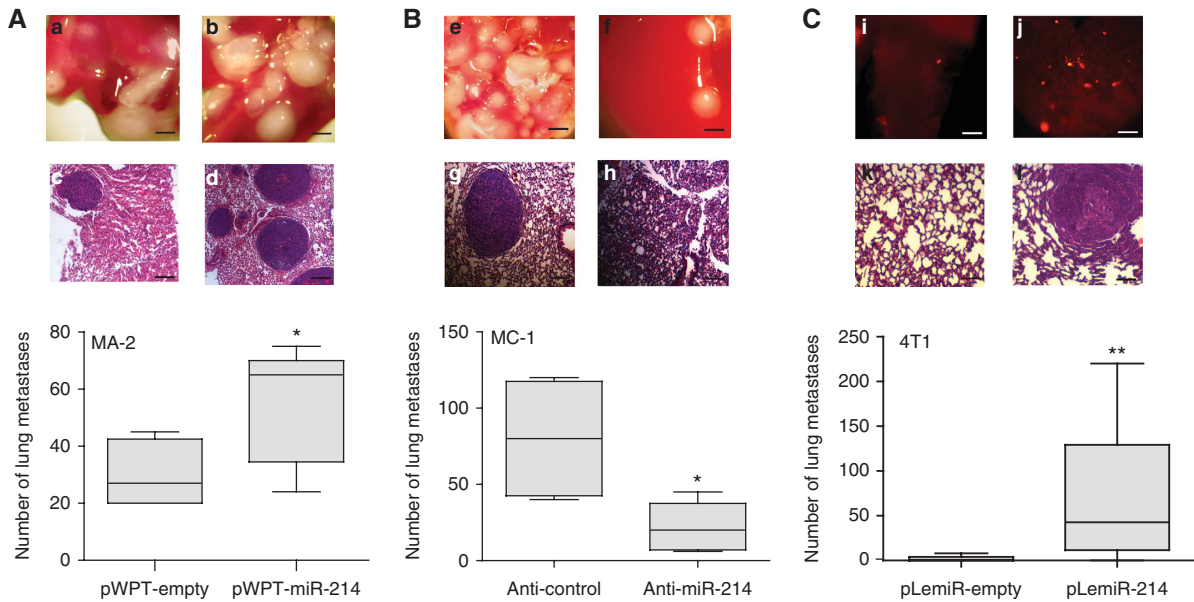 A
B
C
a
b
e
f
i
j
c
d
g
h
k
l
Number of lung metastases
80
60
40
20
0
MA-2
*
pWPT-empty
pWPT-miR-214
Number of lung metastases
150
100
50
0
MC-1
*
Anti-control
Anti-miR-214
Number of lung metastases
250
200
150
100
50
0
4T1
**
pLemiR-empty
pLemiR-214